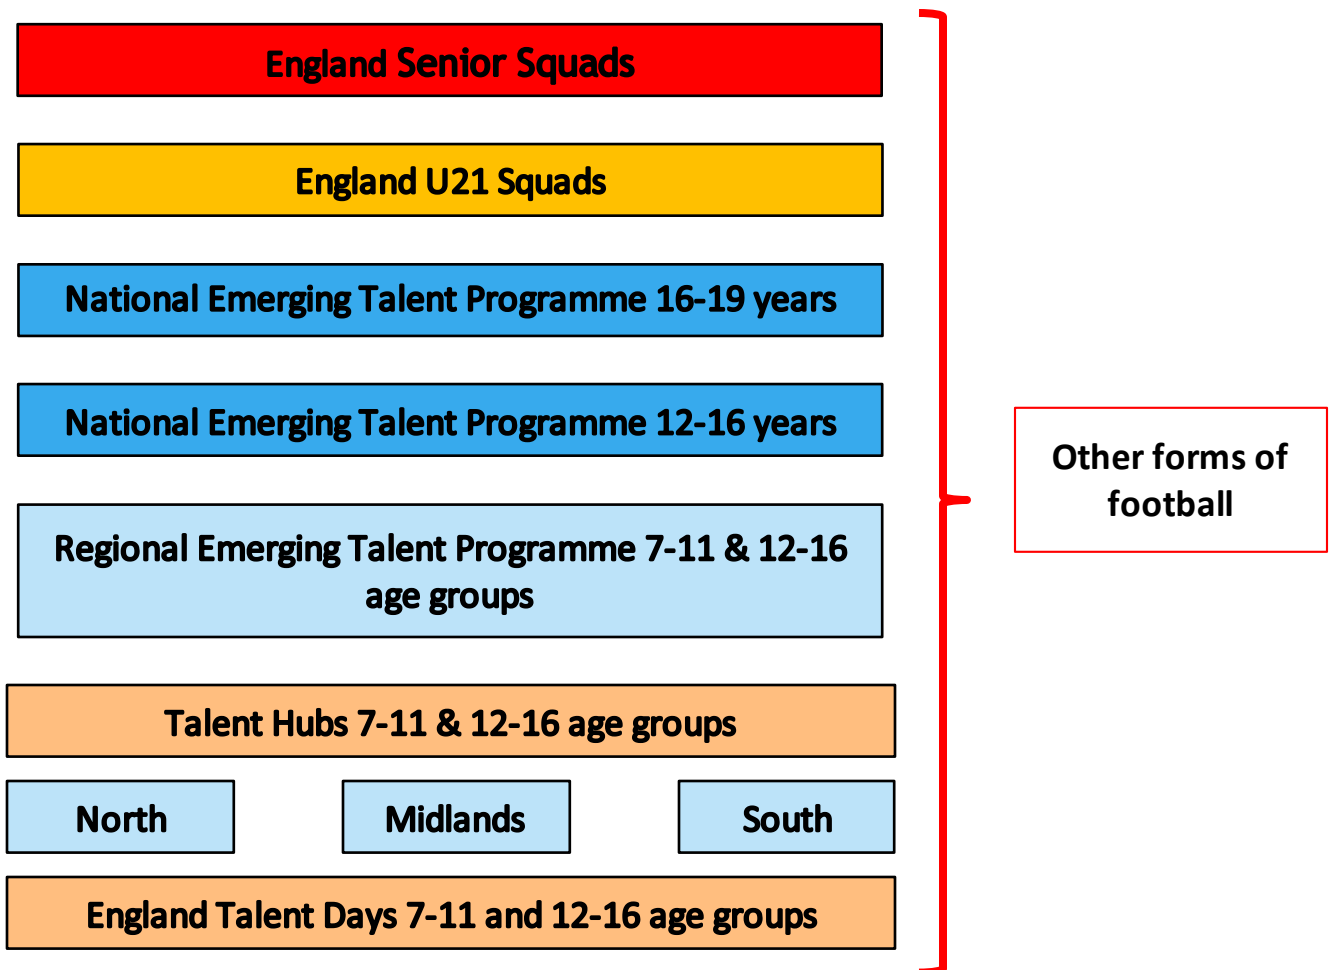 England Senior Squads
England U21 Squads
National Emerging Talent Programme 16-19 years
National Emerging Talent Programme 12-16 years
Regional Emerging Talent Programme 7-11 & 12-16
age groups
Talent Hubs 7-11 & 12-16 age groups
North
Midlands
South
England Talent Days 7-11 and 12-16 age groups
Other forms of
football